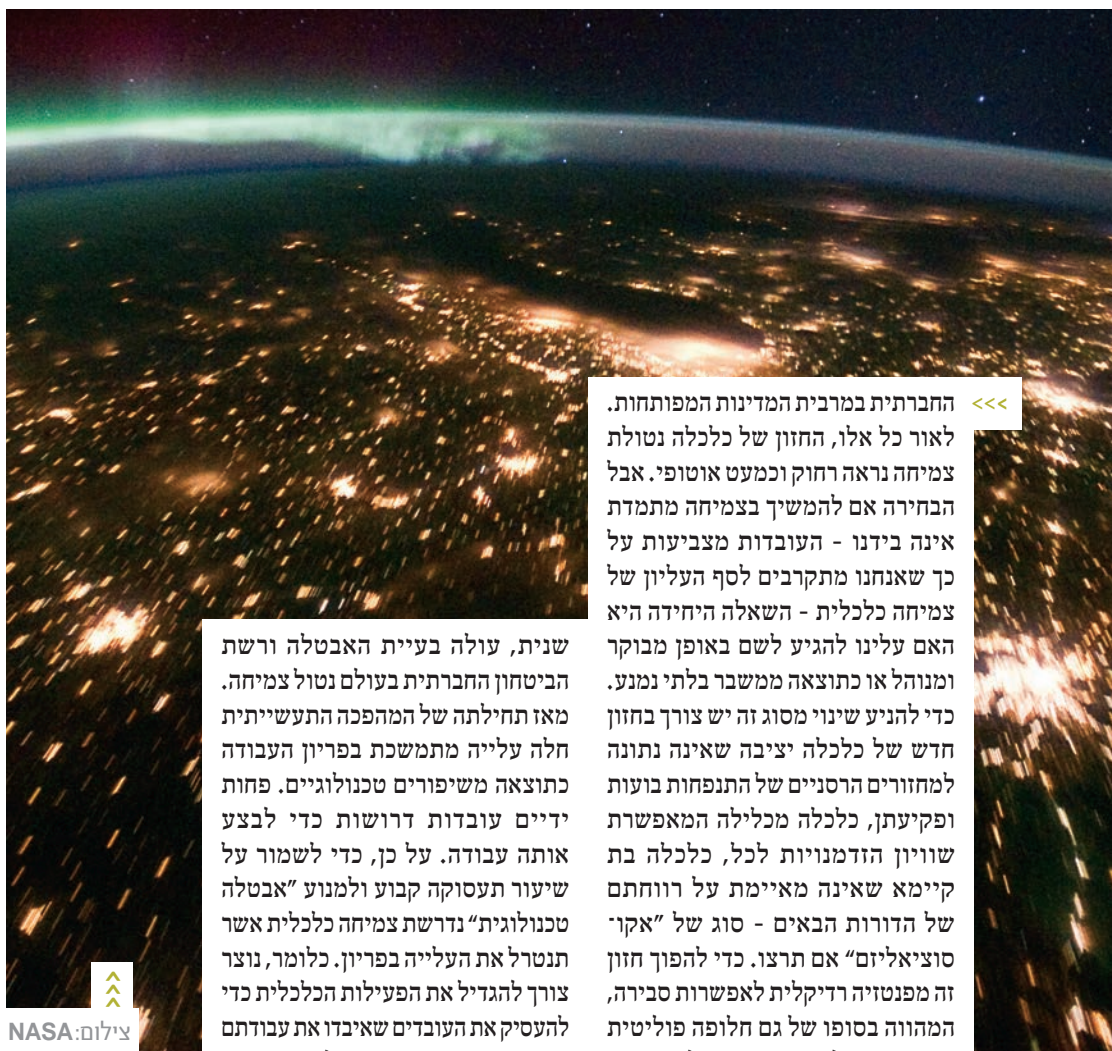 >>> החברתית במרבית המדינות המפותחות.
לאור כל אלו, החזון של כלכלה נטולת
צמיחה נראה רחוק וכמעט אוטופי. אבל
הבחירה אם להמשיך בצמיחה מתמדת
אינה בידנו - העובדות מצביעות על
כך שאנחנו מתקרבים לסף העליון של
צמיחה כלכלית - השאלה היחידה היא
האם עלינו להגיע לשם באופן מבוקר
ומנוהל או כתוצאה ממשבר בלתי נמנע.
כדי להניע שינוי מסוג זה יש צורך בחזון
חדש של כלכלה יציבה שאינה נתונה
למחזורים הרסניים של התנפחות בועות
ופקיעתן, כלכלה מכלילה המאפשרת
שוויון הזדמנויות לכל, כלכלה בת
קיימא שאינה מאיימת על רווחתם
של הדורות הבאים - סוג של "אקו־
סוציאליזם" אם תרצו. כדי להפוך חזון
זה מפנטזיה רדיקלית לאפשרות סבירה,
המהווה בסופו של גם חלופה פוליטית
שנית, עולה בעיית האבטלה ורשת
הביטחון החברתית בעולם נטול צמיחה.
מאז תחילתה של המהפכה התעשייתית
חלה עלייה מתמשכת בפריון העבודה
כתוצאה משיפורים טכנולוגיים. פחות
ידיים עובדות דרושות כדי לבצע
אותה עבודה. על כן, כדי לשמור על
שיעור תעסוקה קבוע ולמנוע "אבטלה
טכנולוגית" נדרשת צמיחה כלכלית אשר
תנטרל את העלייה בפריון. כלומר, נוצר
צורך להגדיל את הפעילות הכלכלית כדי
להעסיק את העובדים שאיבדו את עבודתם
צילום: NASA